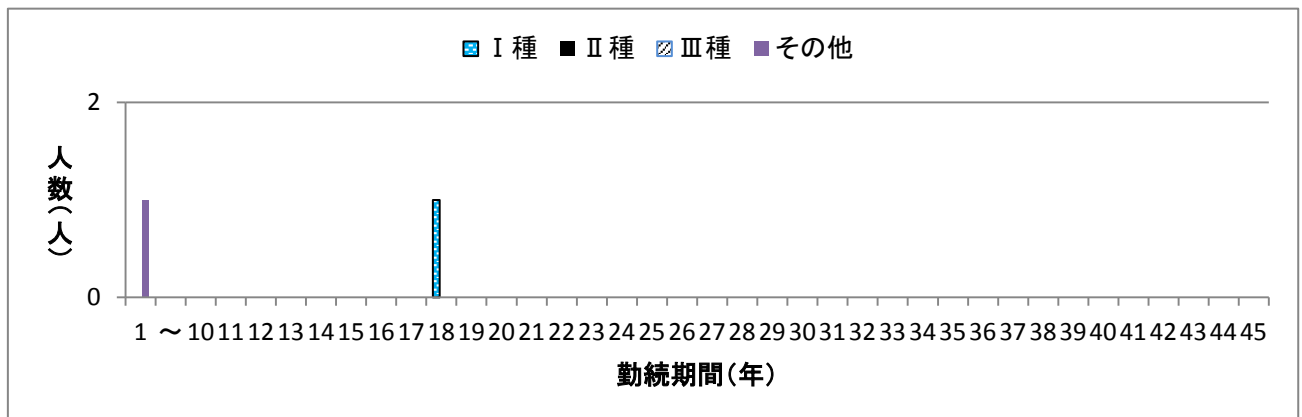 Ⅰ種 Ⅱ種 Ⅲ種 その他
2
人数(人)
0
1 ～ 10 11 12 13 14 15 16 17 18 19 20 21 22 23 24 25 26 27 28 29 30 31 32 33 34 35 36 37 38 39 40 41 42 43 44 45
勤続期間(年)